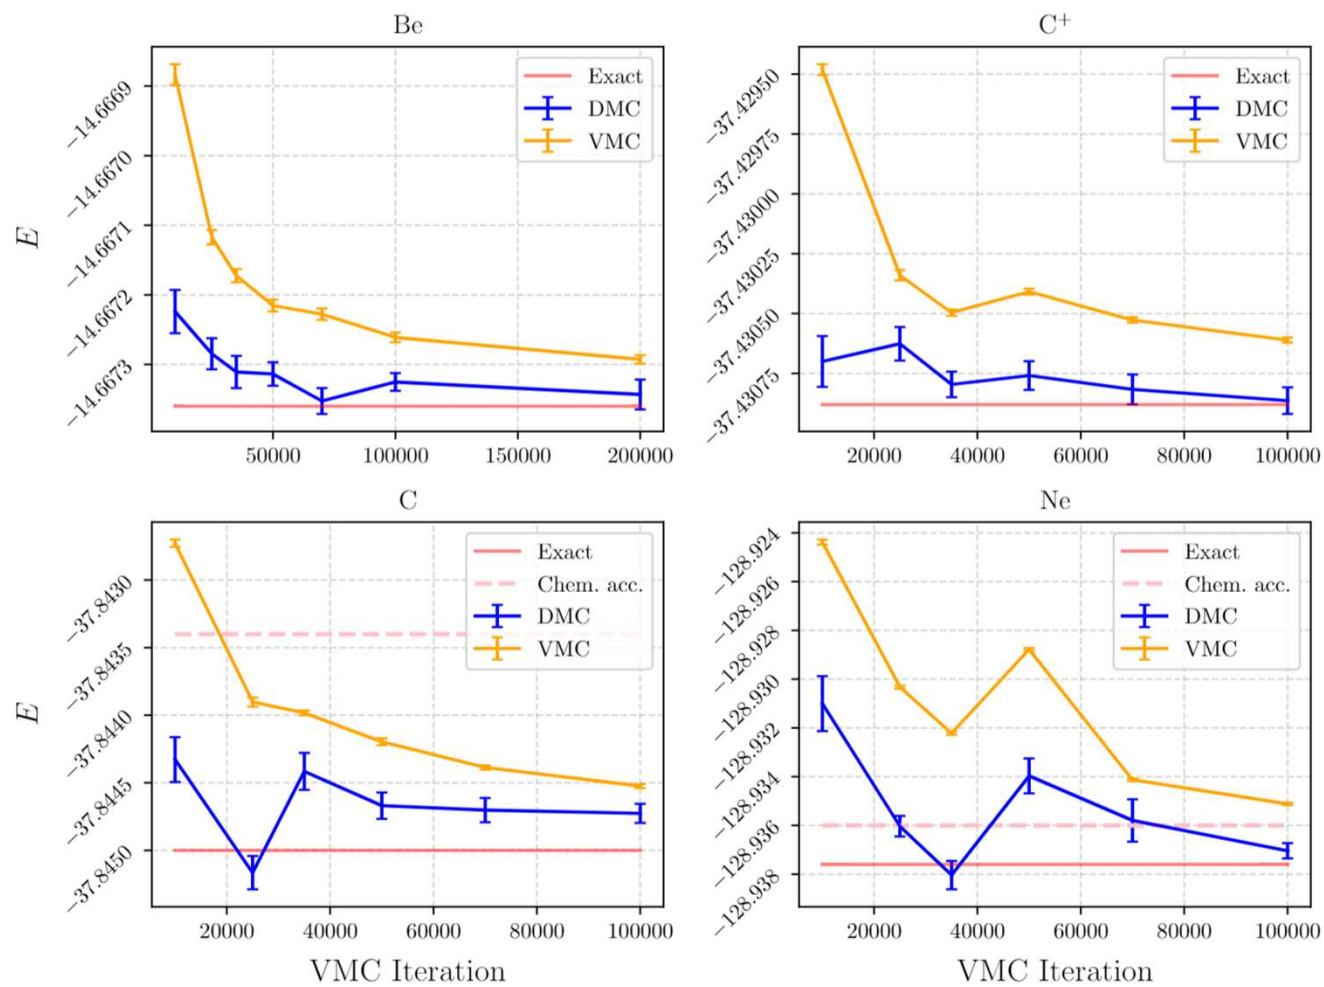 Be
−14.6669
−14.6670
−14.6671
−14.6672
−14.6673
E
Exact
DMC
VMC
50000 100000 150000 200000
C+
−37.42950
−37.42975
−37.43000
−37.43025
−37.43050
−37.43075
Exact
DMC
VMC
20000 40000 60000 80000 100000
C
−37.8430
−37.8435
−37.8440
−37.8445
−37.8450
E
Exact
Chem. acc.
DMC
VMC
20000 40000 60000 80000 100000
VMC Iteration
Ne
−128.924
−128.926
−128.928
−128.930
−128.932
−128.934
−128.936
−128.938
Exact
Chem. acc.
DMC
VMC
20000 40000 60000 80000 100000
VMC Iteration